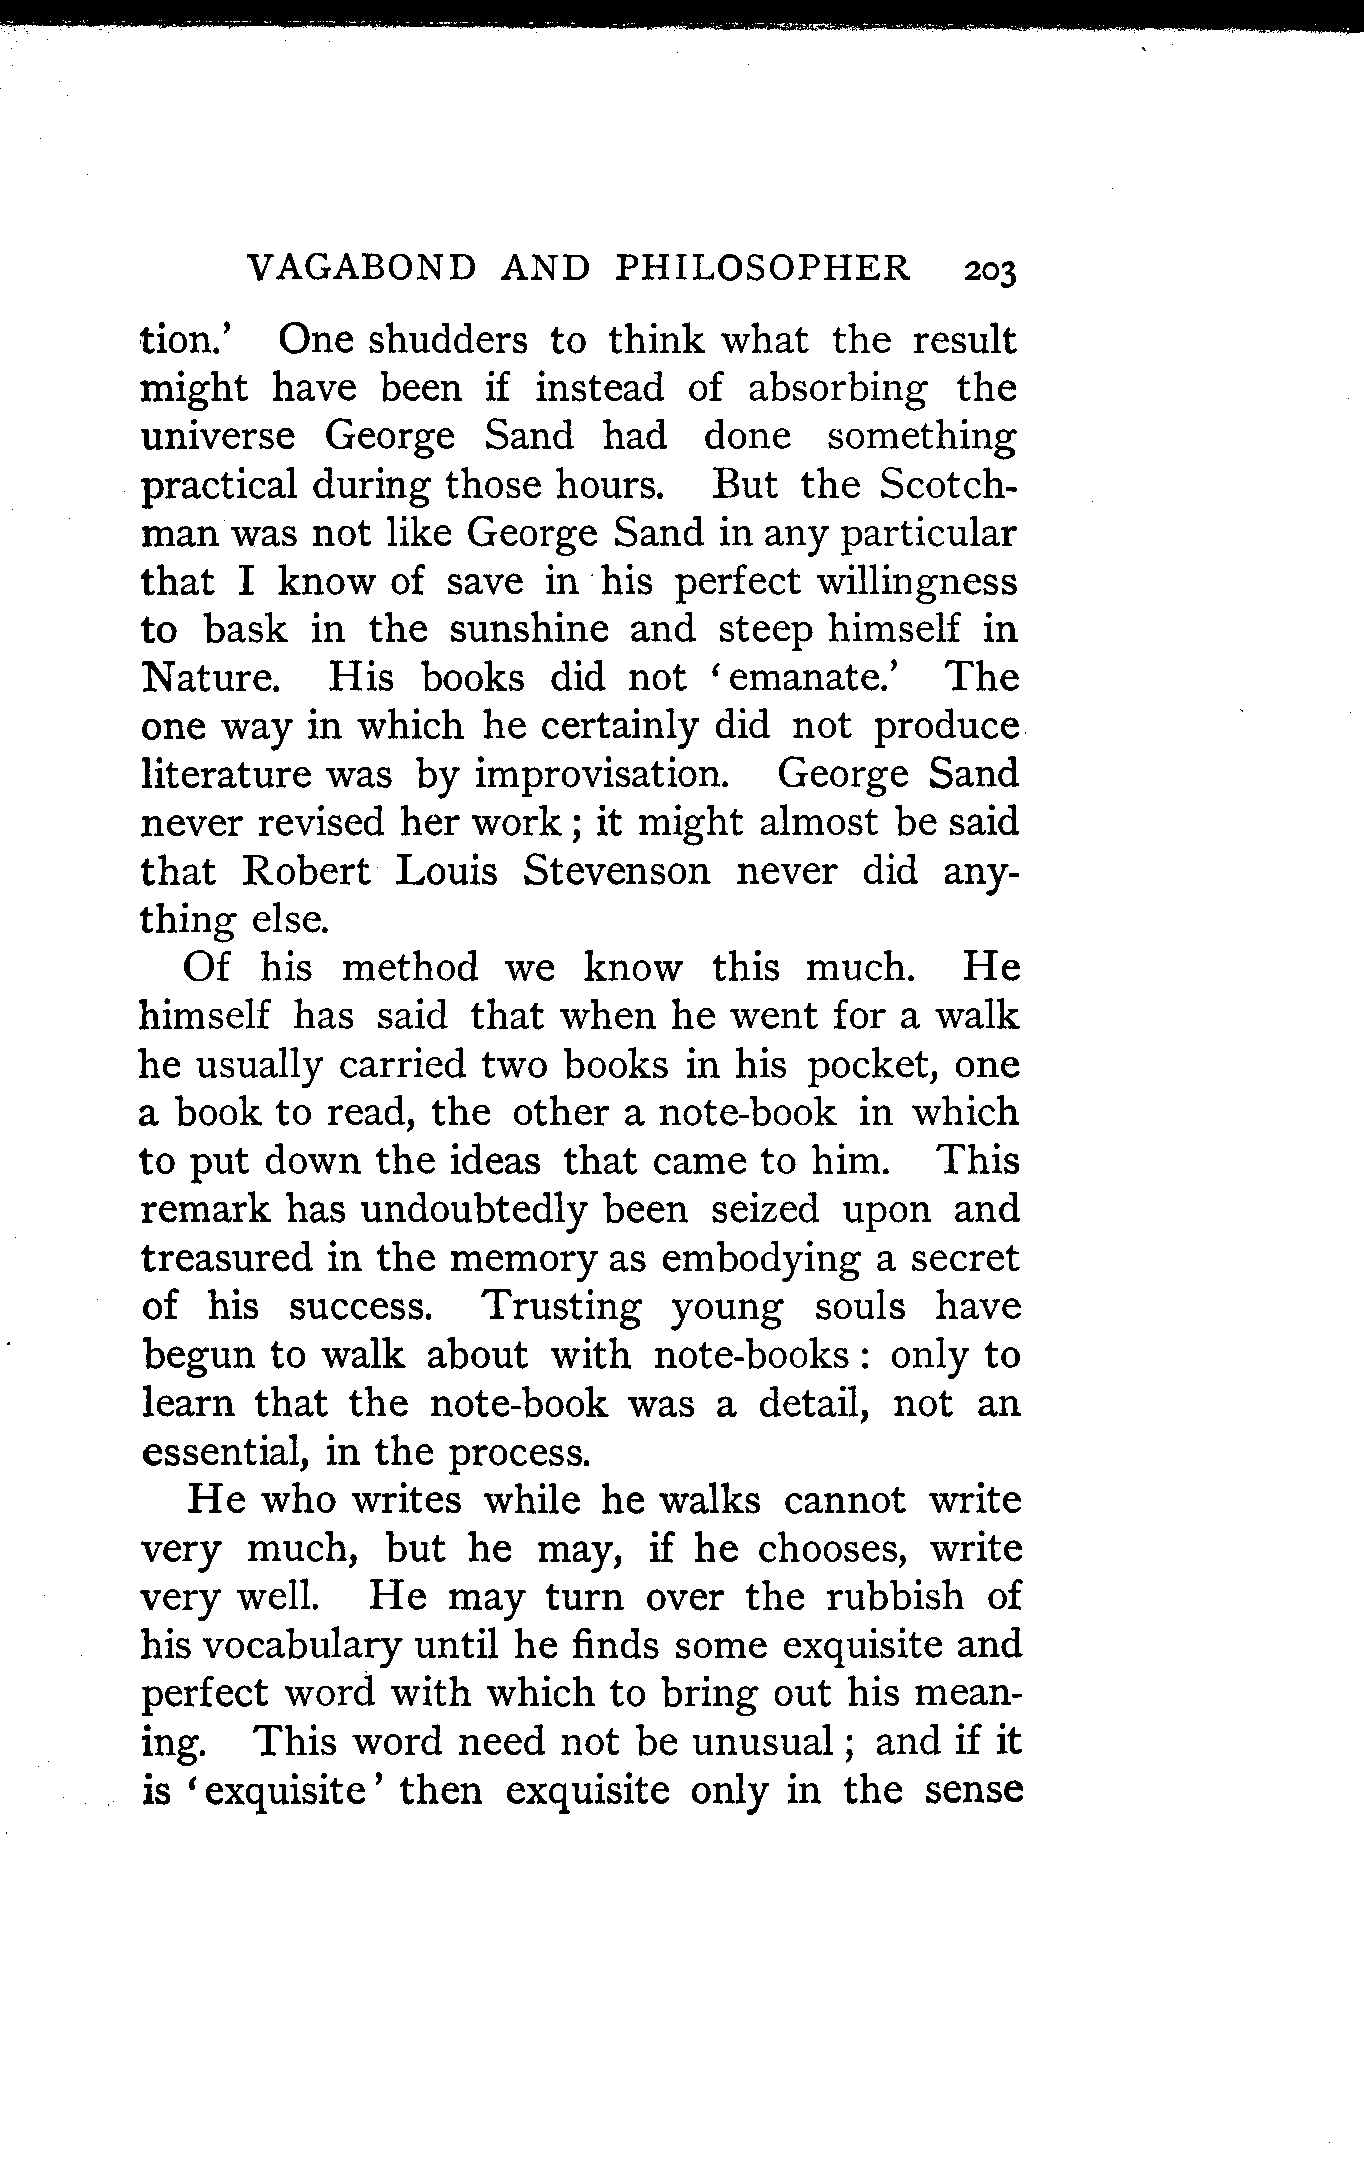 VAGABOND AND PHILOSOPHER 203
tion.' One shudders to think what the result
might have been if instead of absorbing the
universe George Sand had done something
practical during those hours. But the Scotch-
man was not like George Sand in any particular
that I know of save in his perfect willingness
to bask in the sunshine and steep himself in
Nature. His books did not 'emanate.' The
one way in which he certainly did not produce
literature was by improvisation. George Sand
never revised her work; it might almost be said
that Robert Louis Stevenson never did any-
thing else.
Of his method we know this much. He
himself has said that when he went for a walk
he usually carried two books in his pocket, one
a book to read, the other a note-book in which
to put down the ideas that came to him. This
remark has undoubtedly been seized upon and
treasured in the memory as embodying a secret
of his success. Trusting young souls have
begun to walk about with note-books: only to
learn that the note-book was a detail, not an
essential, in the process.
He who writes while he walks cannot write
very much, but he may, if he chooses, write
very well. He may turn over the rubbish of
his vocabulary until he finds some exquisite and
perfect word with which to bring out his mean-
ing. This word need not be unusual; and if it
is 'exquisite' then exquisite only in the sense